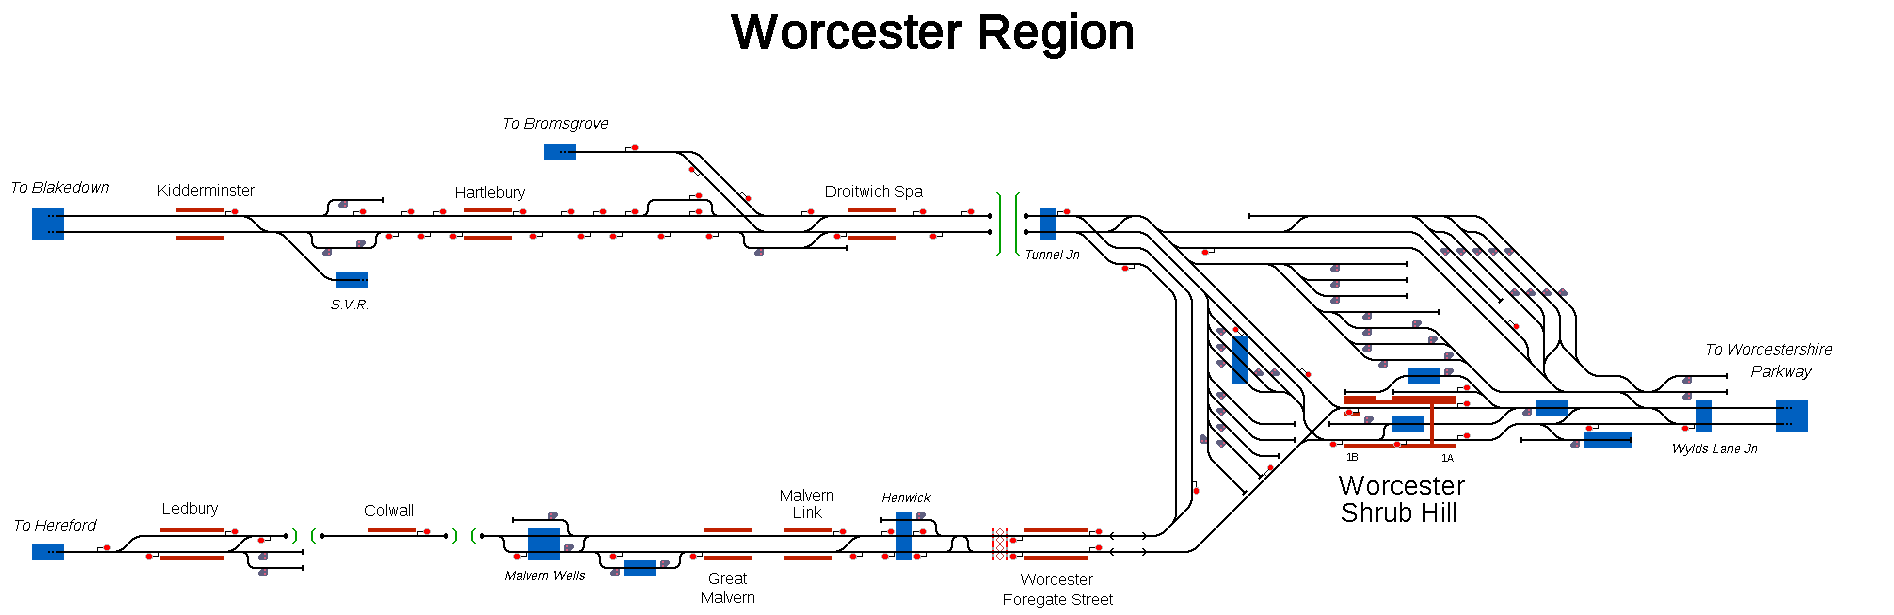 Worcester Region
To Bromsgrove
To Blakedown
Kidderminster
Hartlebury
Droitwich Spa
Tunnel Jn
S.V.R.
To Worcestershire
Parkway
1B
1A
Wylds Lane Jn
Worcester
Shrub Hill
To Hereford
Ledbury
Colwall
Malvern
Link
Henwick
Malvern Wells
Great
Malvern
Worcester
Foregate Street